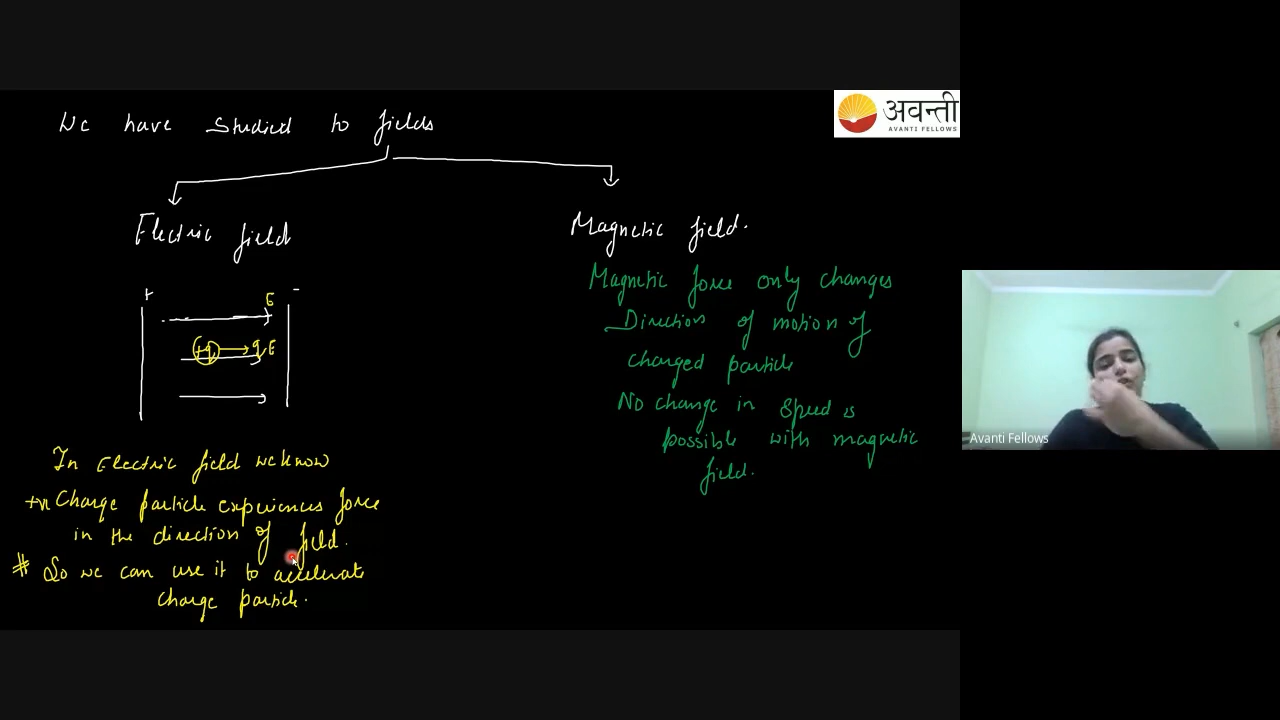 We have studied to fields
अवन्ती
AVANTI FELLOWS
Electric field
Magnetic field.
+
-
E
+q
qE
Magnetic force only changes
Direction of motion of
charged particle
No change in speed is
possible with magnetic
field.
In Electric field we know
+ve Charge particle experiences force
in the direction of field.
# So we can use it to accelerate
charge particle.
Avanti Fellows